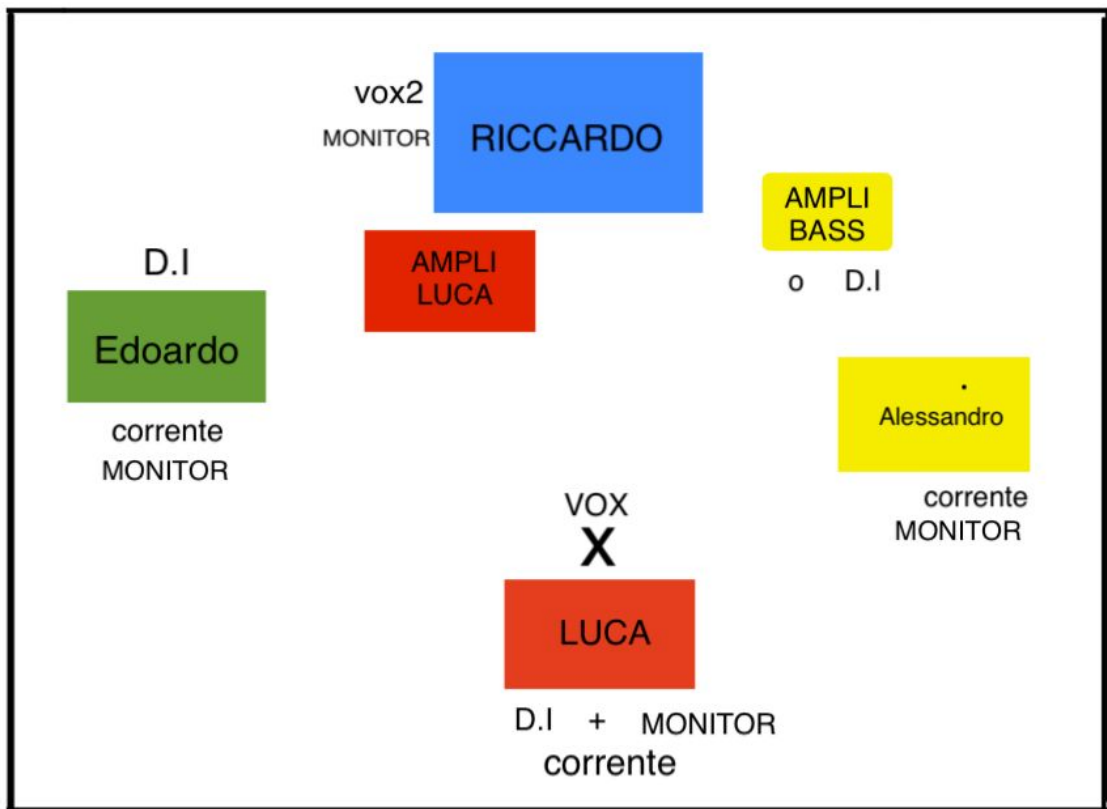 vox2
MONITOR
RICCARDO
AMPLI
BASS
o D.I
AMPLI
LUCA
D.I
Edoardo
corrente
MONITOR
Alessandro
corrente
MONITOR
VOX
X
LUCA
D.I + MONITOR
corrente